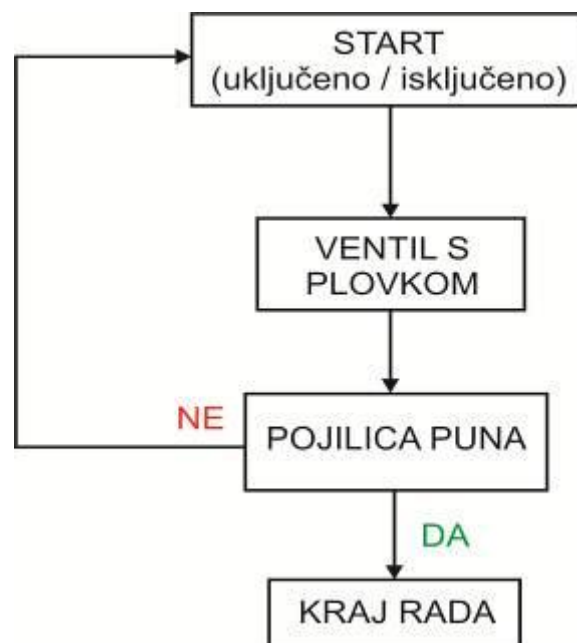 START
(uključeno / isključeno)
VENTIL S
PLOVKOM
NE
POJILICA PUNA
DA
KRAJ RADA